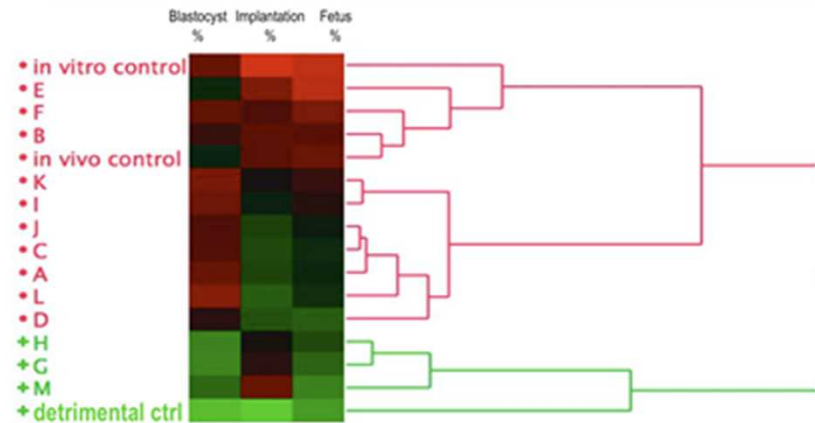 Blastocyst Implantation Fetus
% % %
• in vitro control
• E
• F
• B
• in vivo control
• K
• I
• J
• C
• A
• L
• D
+ H
+ G
+ M
+ detrimental ctrl